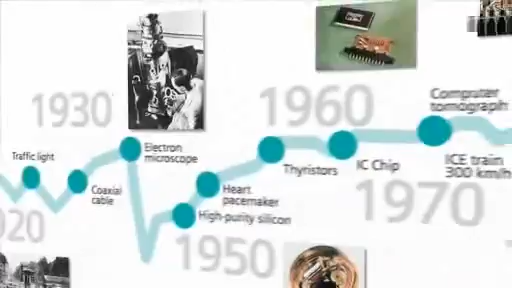 1930
Traffic light
Coaxial
cable
Electron
microscope
020
1950
High-purity silicon
Heart
pacemaker
1960
Thyristors
IC Chip
Computer
tomograph
ICE train
300 km/h
1970